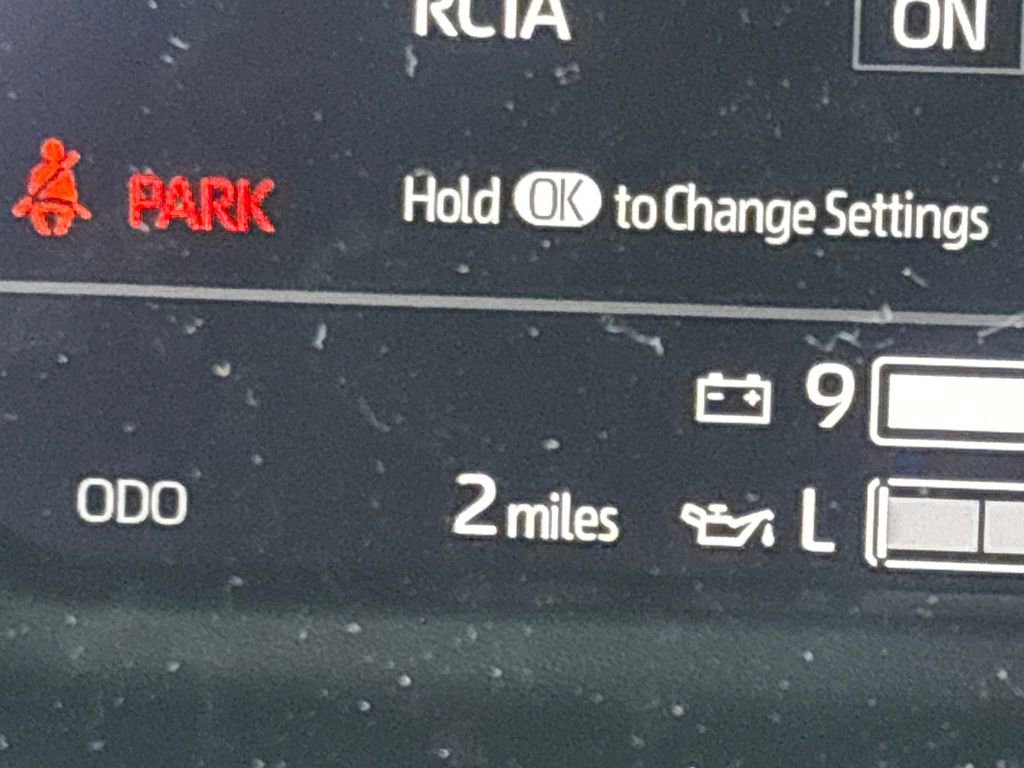 RCTA ON
PARK Hold OK to Change Settings
9
ODO 2 miles L